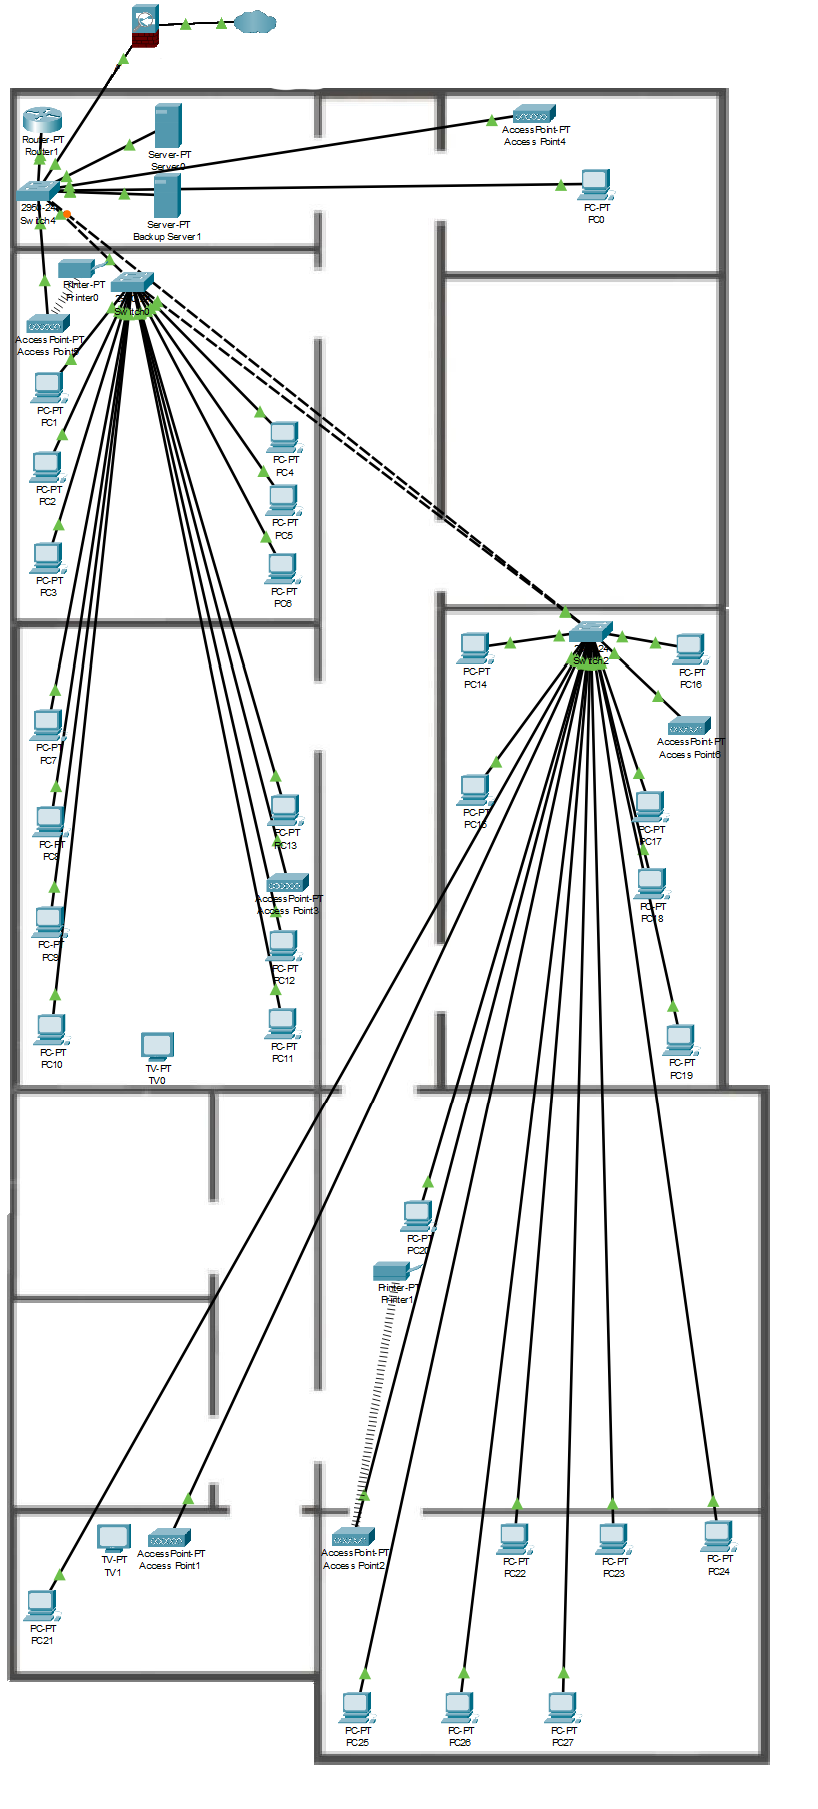 Router-PT
Router1
Server-PT
Server0
AccessPoint-PT
Access Point4
2950-24
Switch4
Server-PT
Backup Server1
PC-PT
PC0
Printer-PT
Printer0
Switch0
AccessPoint-PT
Access Point5
PC-PT
PC1
PC-PT
PC4
PC-PT
PC2
PC-PT
PC5
PC-PT
PC3
PC-PT
PC6
Switch2
PC-PT
PC14
PC-PT
PC16
PC-PT
PC7
AccessPoint-PT
Access Point6
PC-PT
PC15
PC-PT
PC13
PC-PT
PC17
PC-PT
PC8
AccessPoint-PT
Access Point3
PC-PT
PC18
PC-PT
PC9
PC-PT
PC12
PC-PT
PC10
TV-PT
TV0
PC-PT
PC11
PC-PT
PC19
PC-PT
PC20
Printer-PT
Printer1
TV-PT
TV1
AccessPoint-PT
Access Point1
AccessPoint-PT
Access Point2
PC-PT
PC22
PC-PT
PC23
PC-PT
PC24
PC-PT
PC21
PC-PT
PC25
PC-PT
PC26
PC-PT
PC27